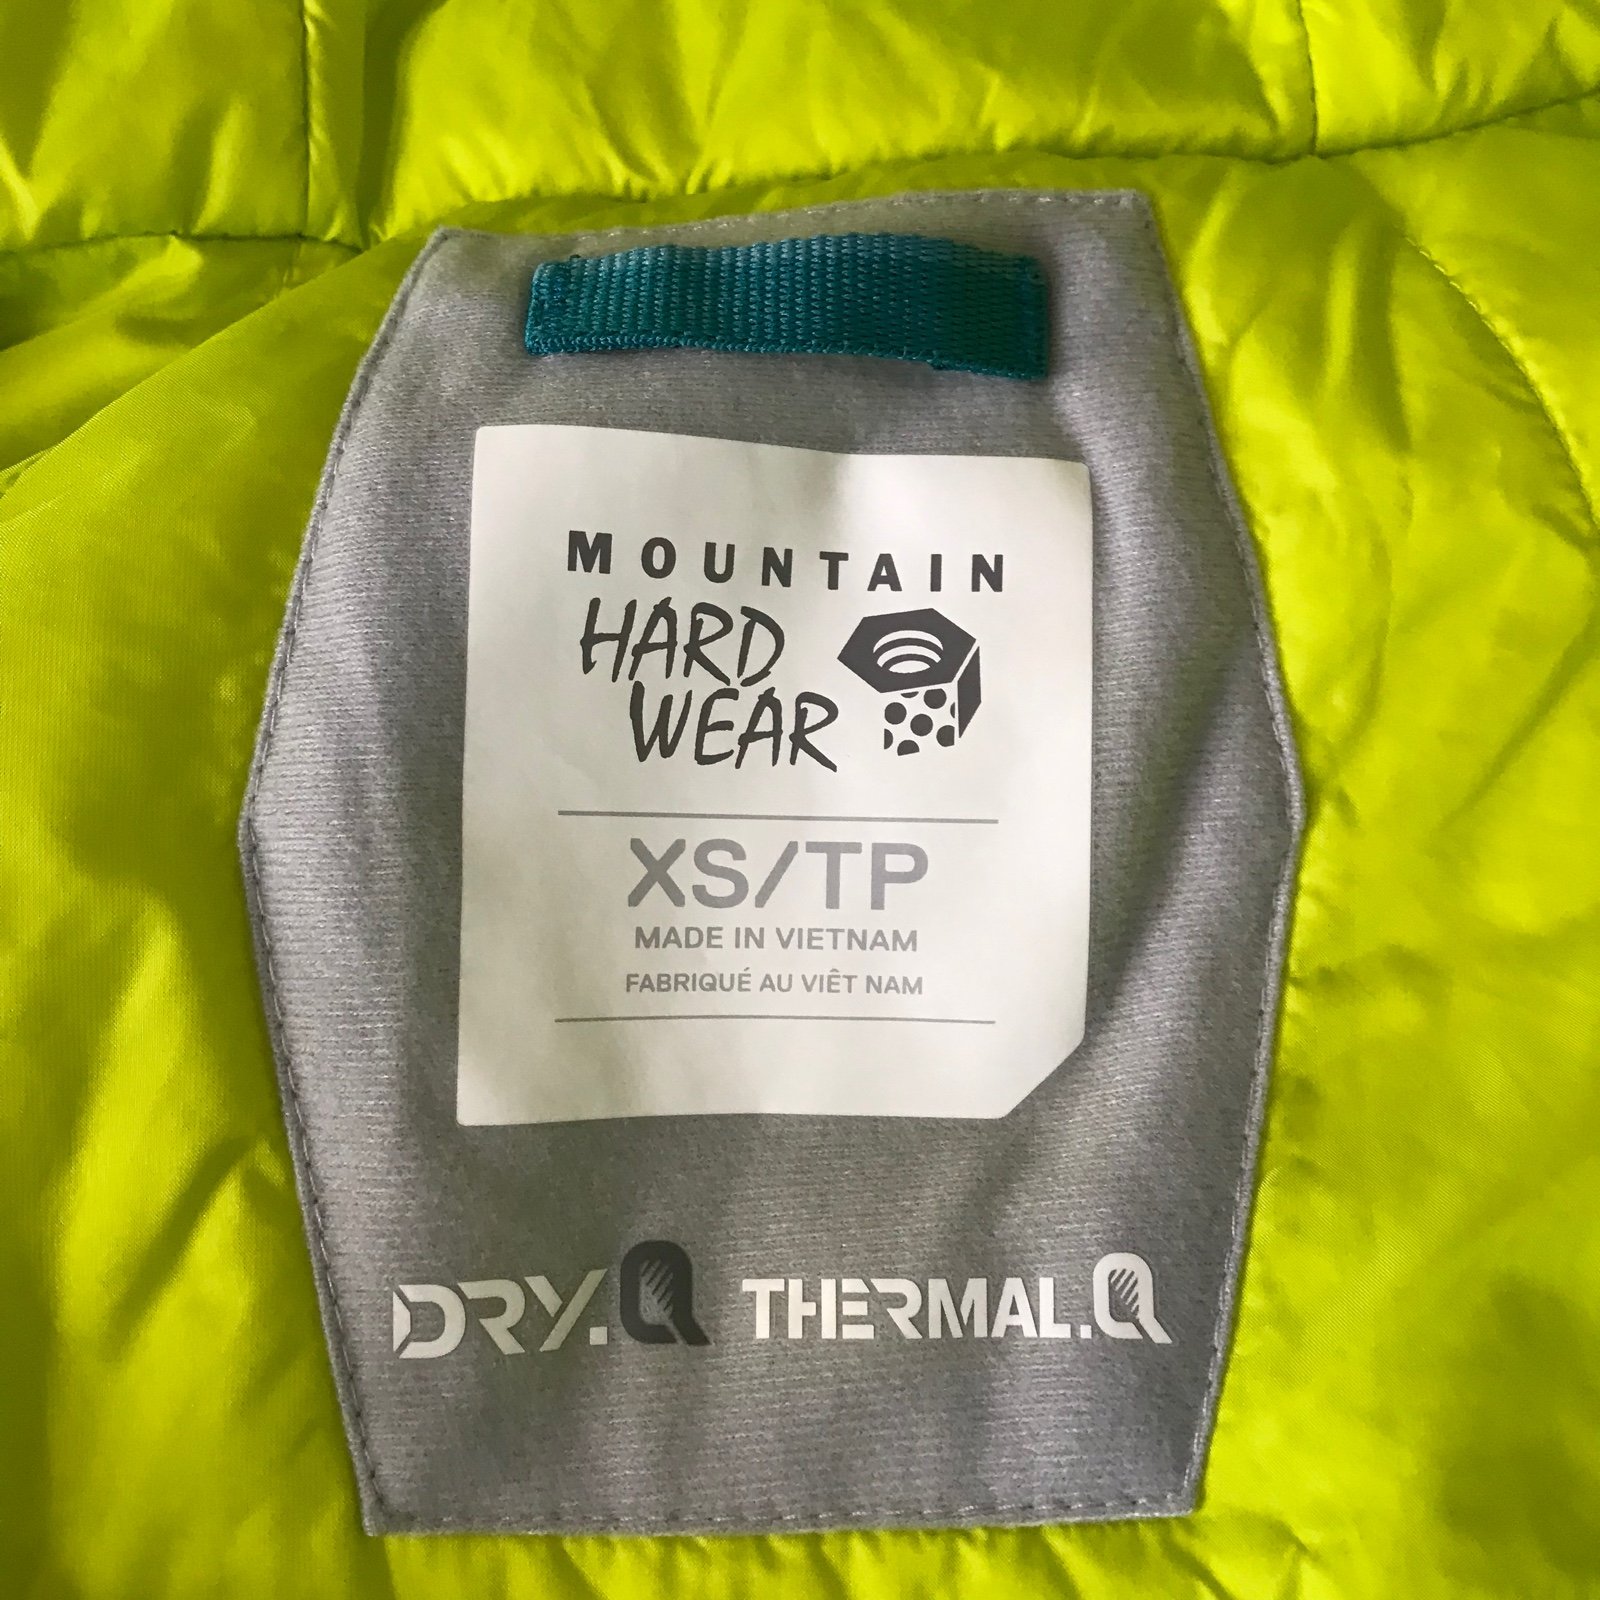 MOUNTAIN
HARD
WEAR
XS/TP
MADE IN VIETNAM
FABRIQUÉ AU VIÊT NAM
DRY.Q THERMAL.Q